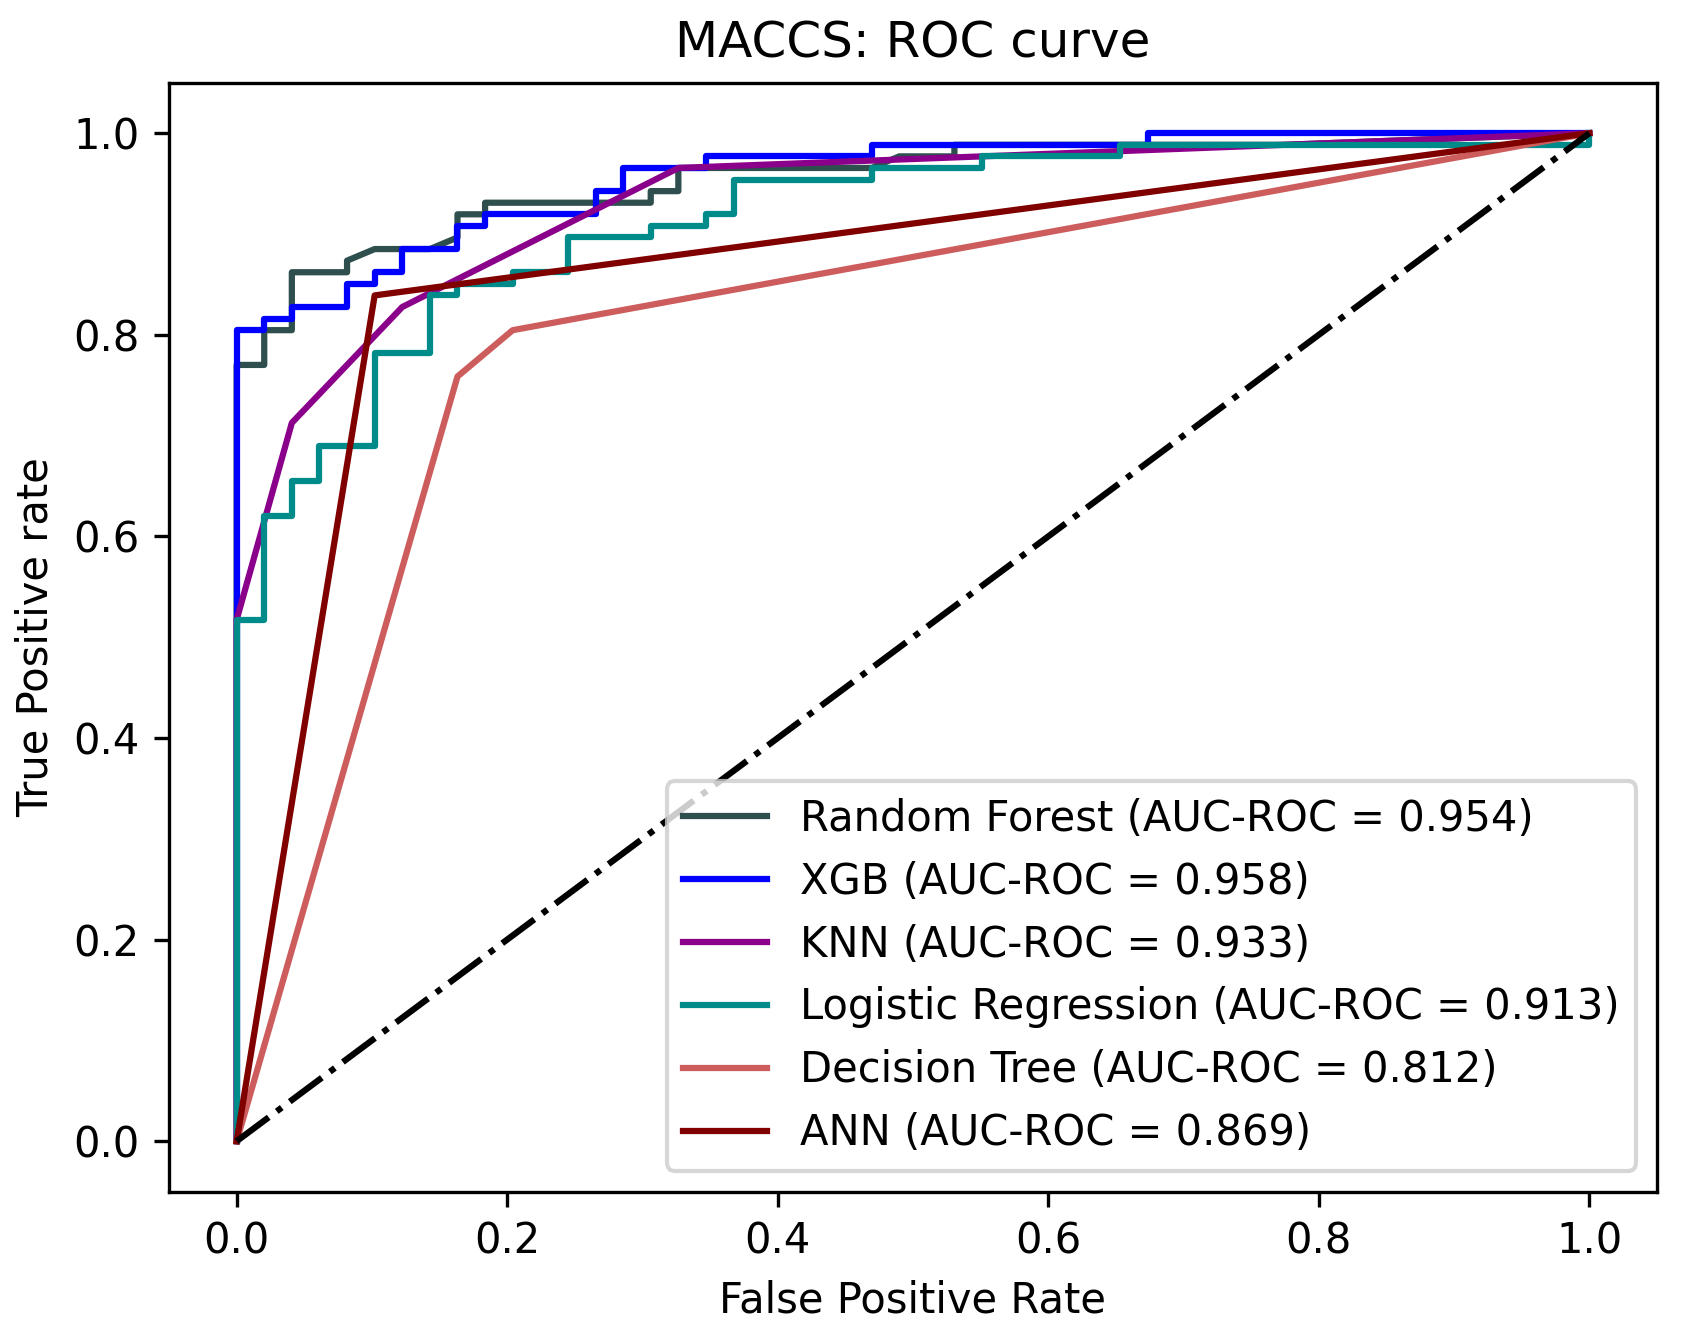 MACCS: ROC curve
True Positive rate
1.0
0.8
0.6
0.4
0.2
0.0
Random Forest (AUC-ROC = 0.954)
XGB (AUC-ROC = 0.958)
KNN (AUC-ROC = 0.933)
Logistic Regression (AUC-ROC = 0.913)
Decision Tree (AUC-ROC = 0.812)
ANN (AUC-ROC = 0.869)
0.0 0.2 0.4 0.6 0.8 1.0
False Positive Rate